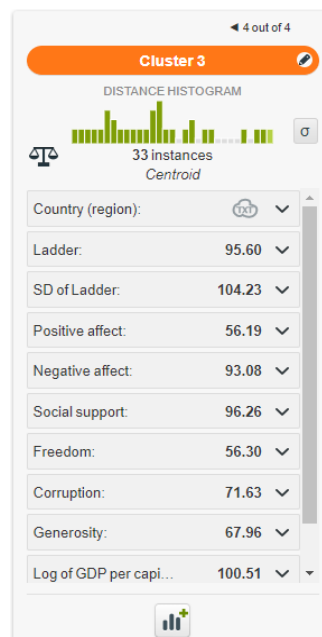 ◄ 4 out of 4
Cluster 3
DISTANCE HISTOGRAM
σ
33 instances
Centroid
Country (region): TXT
Ladder: 95.60
SD of Ladder: 104.23
Positive affect: 56.19
Negative affect: 93.08
Social support: 96.26
Freedom: 56.30
Corruption: 71.63
Generosity: 67.96
Log of GDP per capi... 100.51